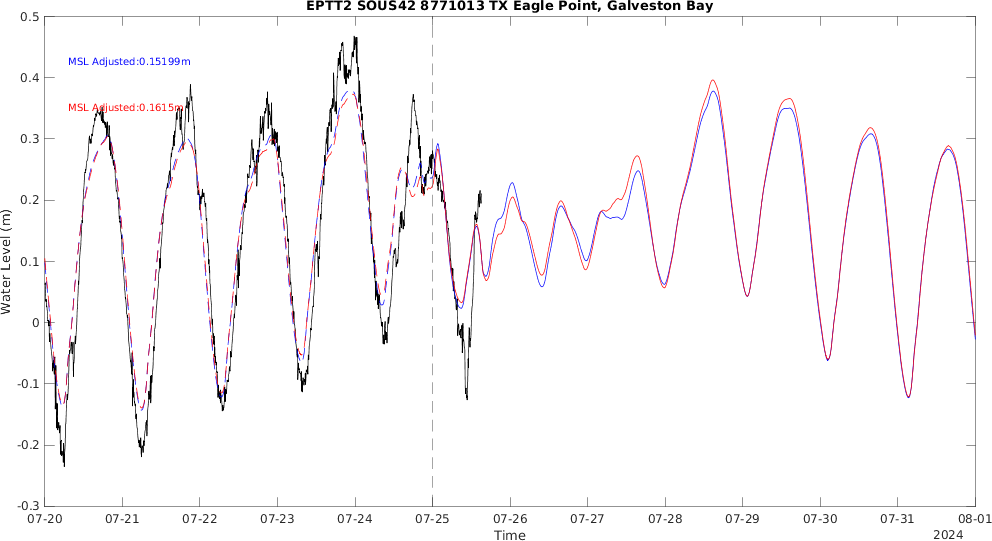 EPTT2 SOUS42 8771013 TX Eagle Point, Galveston Bay
0.5
0.4
0.3
0.2
0.1
0
-0.1
-0.2
-0.3
Water Level (m)
MSL Adjusted:0.15199m
MSL Adjusted:0.1615m
07-20 07-21 07-22 07-23 07-24 07-25 07-26 07-27 07-28 07-29 07-30 07-31 08-01
Time
2024